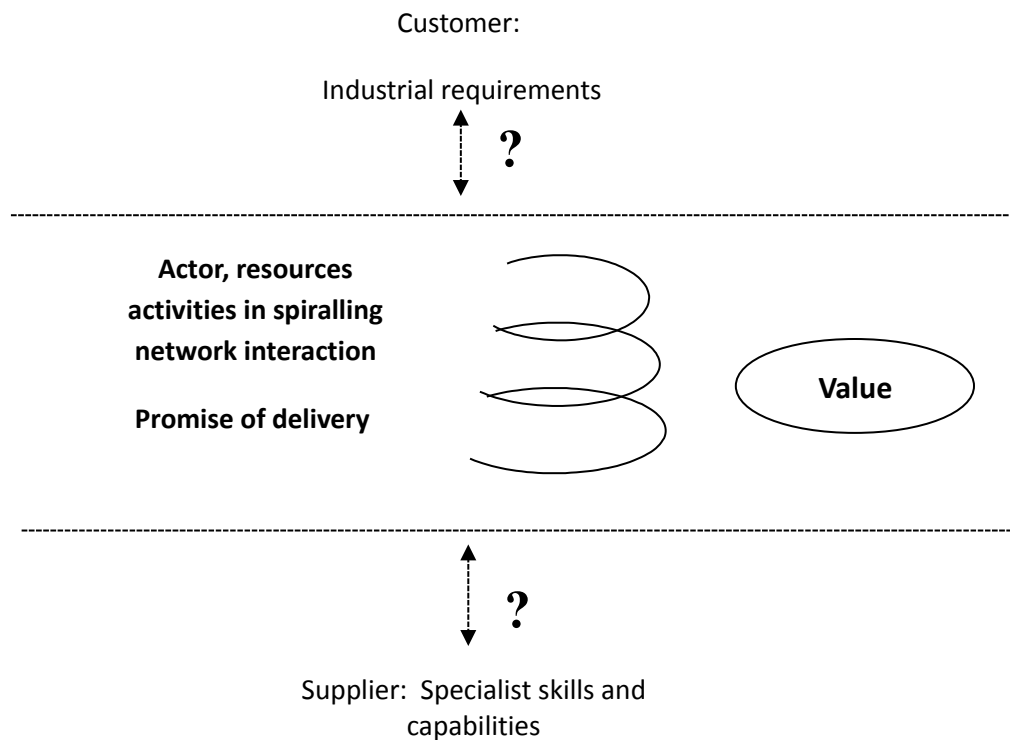 Customer:
Industrial requirements
?
Actor, resources
activities in spiralling
network interaction
Promise of delivery
Value
?
Supplier:  Specialist skills and
capabilities